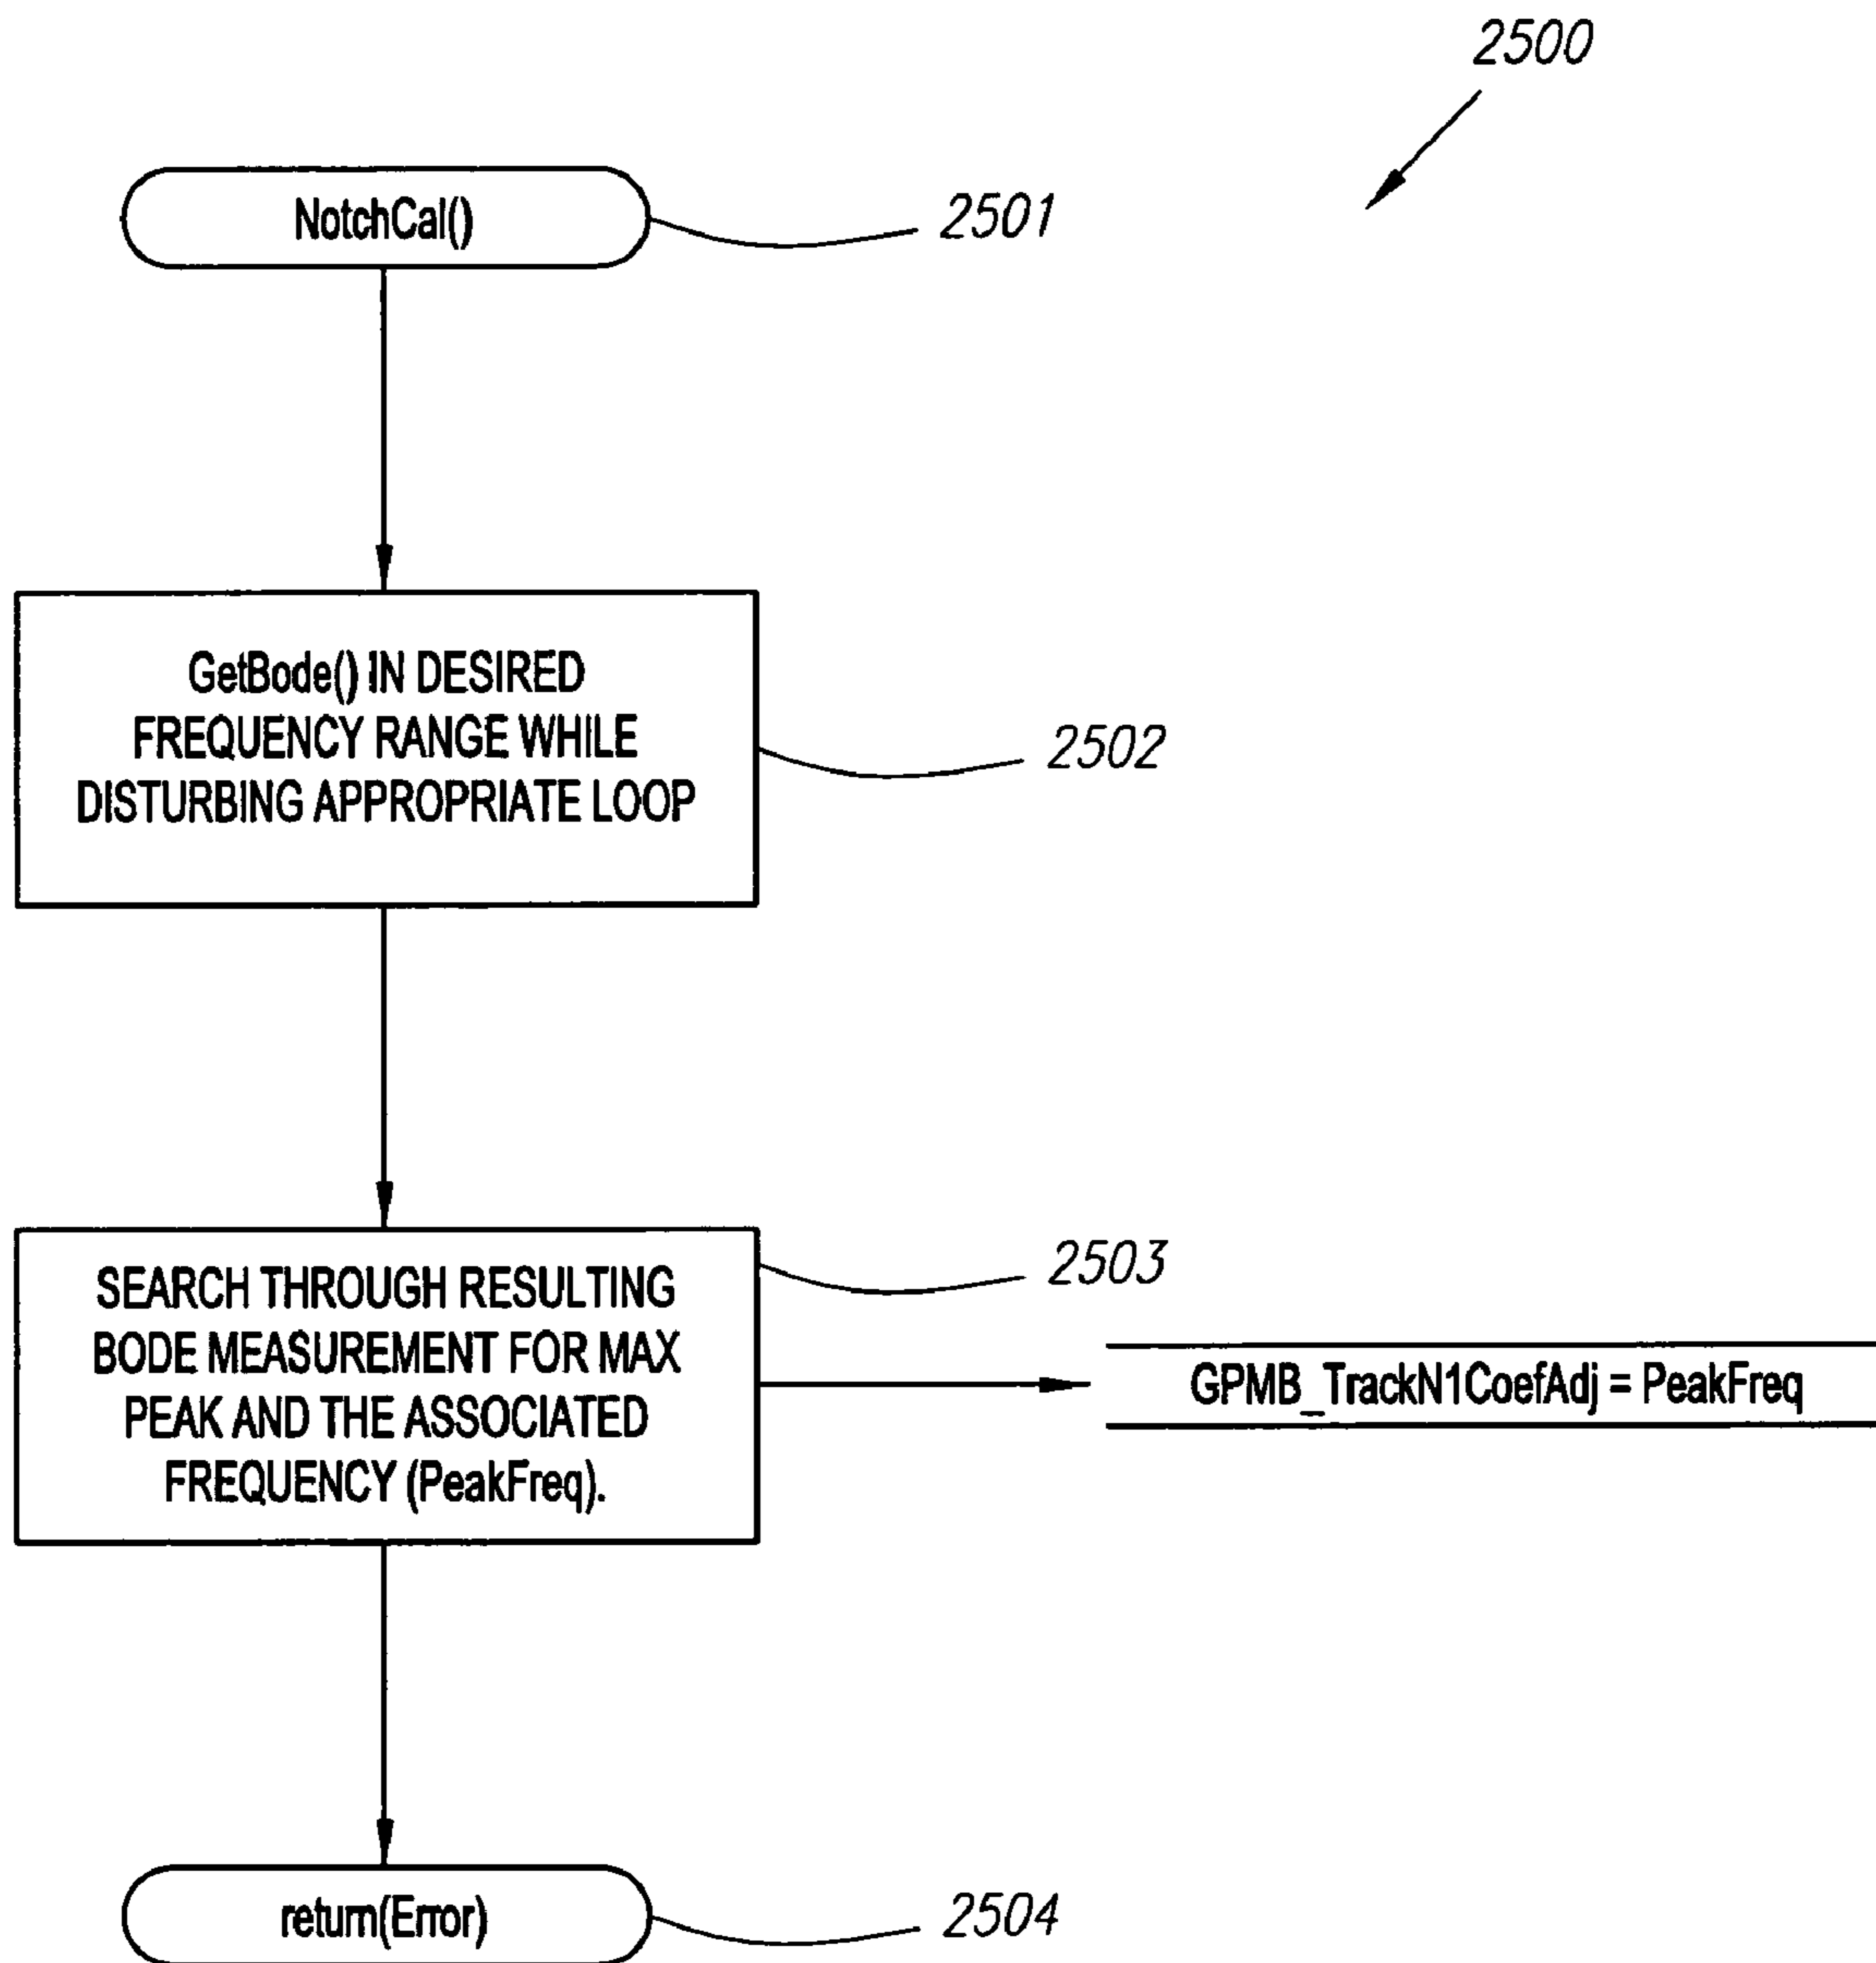 2500
NotchCal()
2501
GetBode() IN DESIRED
FREQUENCY RANGE WHILE
DISTURBING APPROPRIATE LOOP
2502
SEARCH THROUGH RESULTING
BODE MEASUREMENT FOR MAX
PEAK AND THE ASSOCIATED
FREQUENCY (PeakFreq).
2503
GPMB_TrackN1CoefAdj = PeakFreq
return(Error)
2504